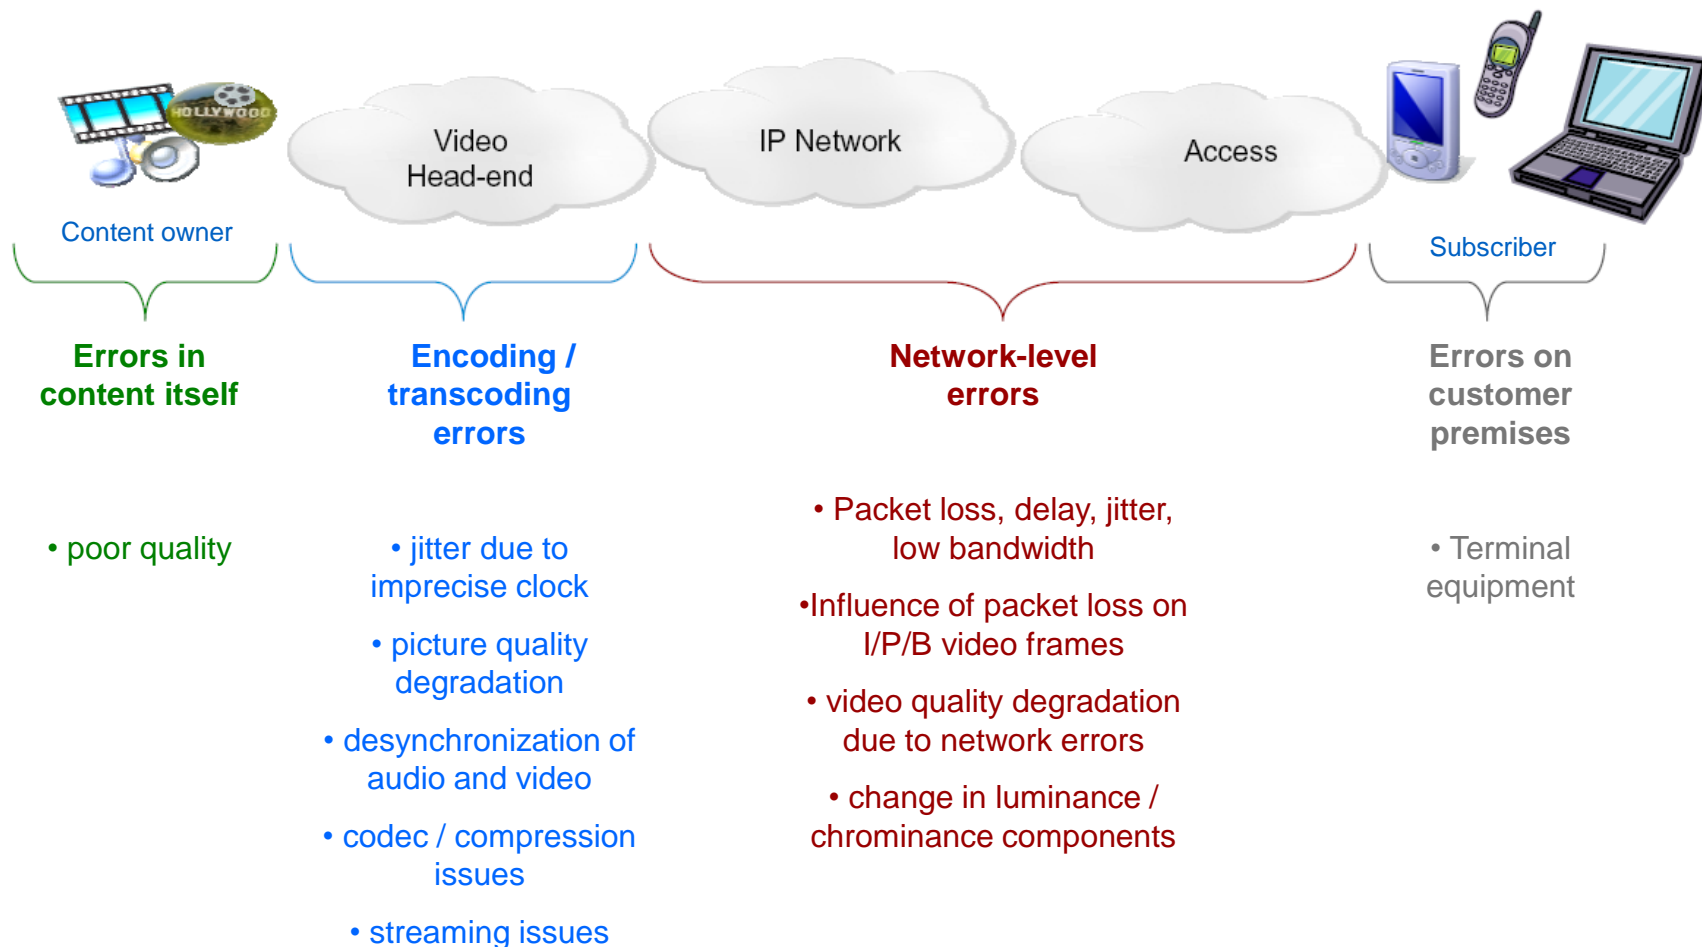 HOLLYWOOD
Video
Head-end
IP Network
Access
Content owner
Subscriber
Errors in
content itself
• poor quality
Encoding /
transcoding
errors
• jitter due to
imprecise clock
• picture quality
degradation
• desynchronization of
audio and video
• codec / compression
issues
• streaming issues
Network-level
errors
• Packet loss, delay, jitter,
low bandwidth
•Influence of packet loss on
I/P/B video frames
• video quality degradation
due to network errors
• change in luminance /
chrominance components
Errors on
customer
premises
• Terminal
equipment